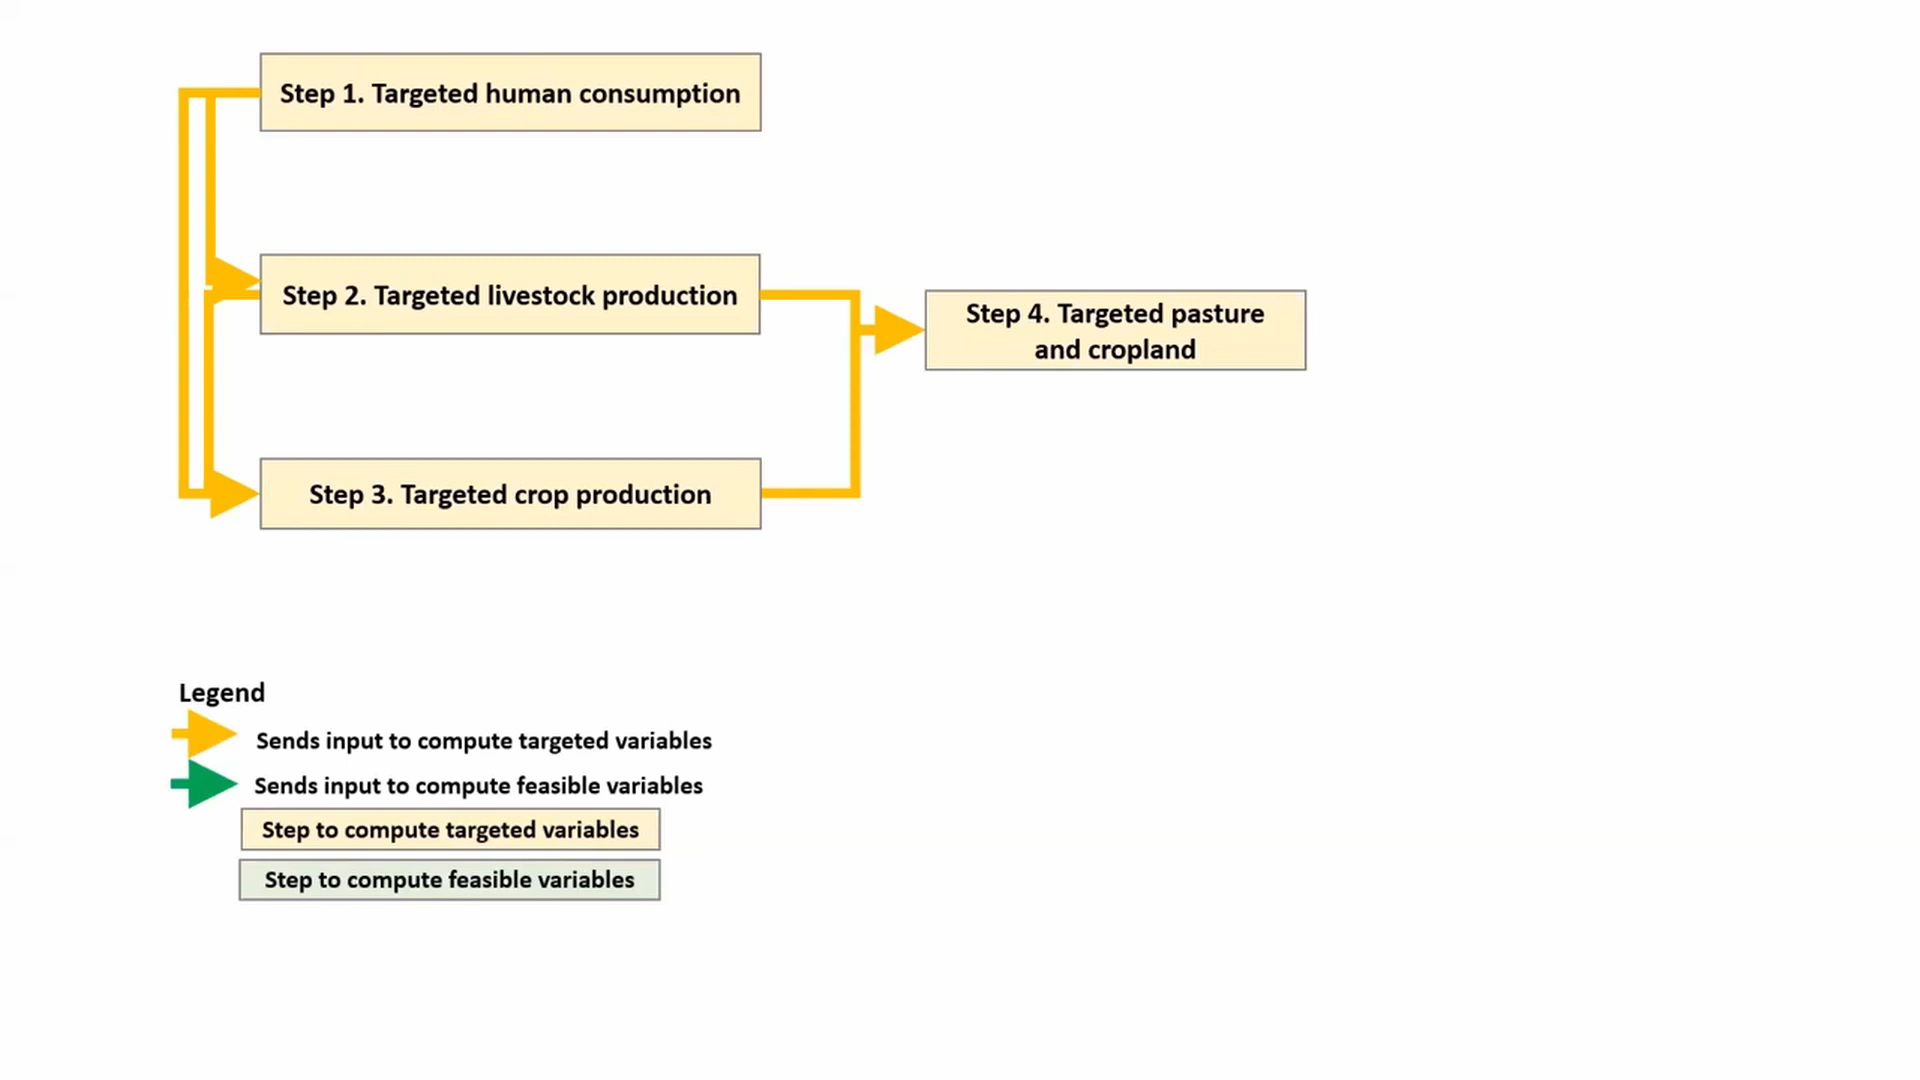 Step 1. Targeted human consumption
Step 2. Targeted livestock production
Step 4. Targeted pasture
and cropland
Step 3. Targeted crop production
Legend
Sends input to compute targeted variables
Sends input to compute feasible variables
Step to compute targeted variables
Step to compute feasible variables